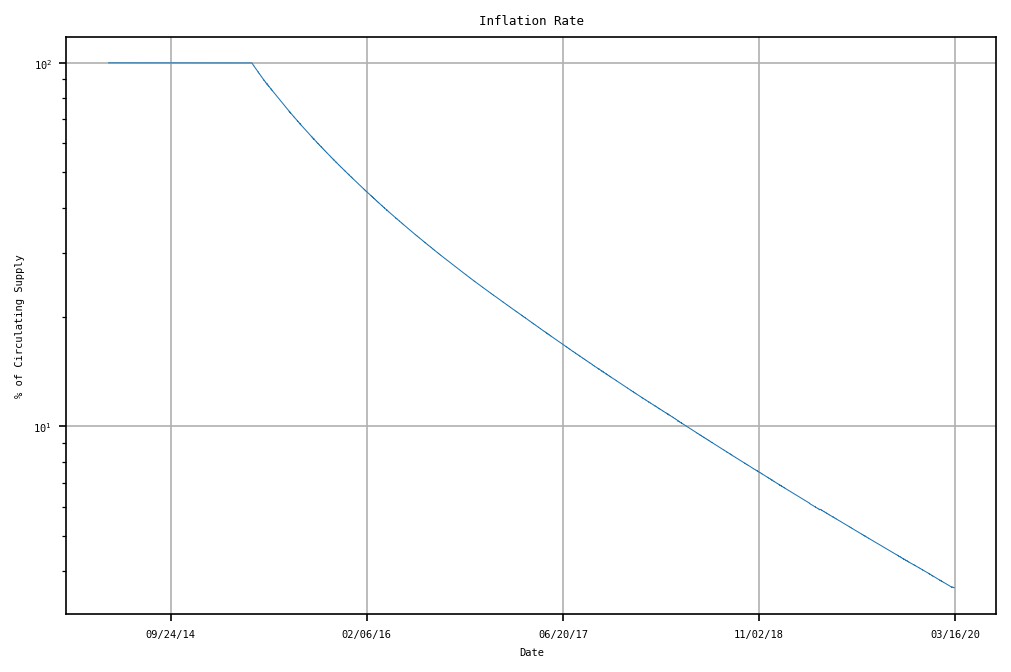 Inflation Rate
10²
% of Circulating Supply
10¹
09/24/14 02/06/16 06/20/17 11/02/18 03/16/20
Date